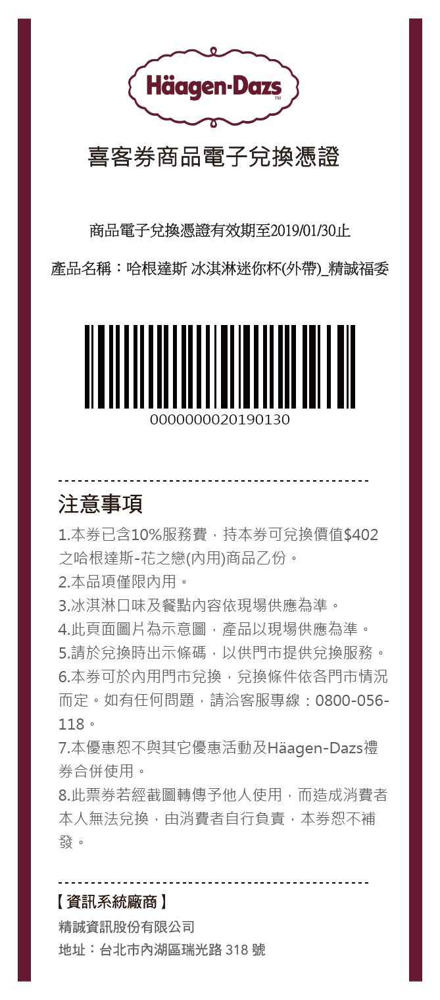 Häagen-Dazs
TM
喜客券商品電子兌換憑證
商品電子兌換憑證有效期至2019/01/30止
產品名稱：哈根達斯 冰淇淋迷你杯(外帶)_精誠福委
0000000020190130
注意事項
1.本券已含10%服務費，持本券可兌換價值$402
之哈根達斯-花之戀(內用)商品乙份。
2.本品項僅限內用。
3.冰淇淋口味及餐點內容依現場供應為準。
4.此頁面圖片為示意圖，產品以現場供應為準。
5.請於兌換時出示條碼，以供門市提供兌換服務。
6.本券可於內用門市兌換，兌換條件依各門市情況
而定。如有任何問題，請洽客服專線：0800-056-
118。
7.本優惠恕不與其它優惠活動及Häagen-Dazs禮
券合併使用。
8.此票券若經截圖轉傳予他人使用，而造成消費者
本人無法兌換，由消費者自行負責，本券恕不補
發。
【資訊系統廠商】
精誠資訊股份有限公司
地址：台北市內湖區瑞光路 318 號